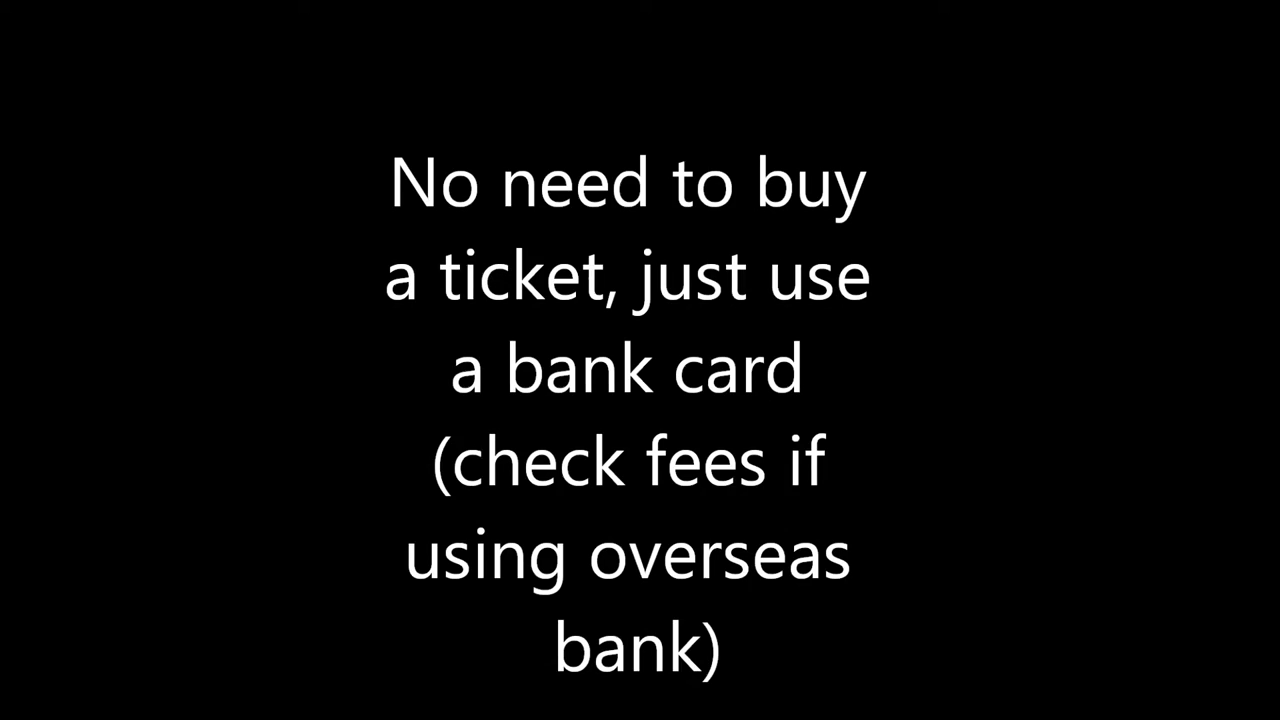 No need to buy
a ticket, just use
a bank card
(check fees if
using overseas
bank)